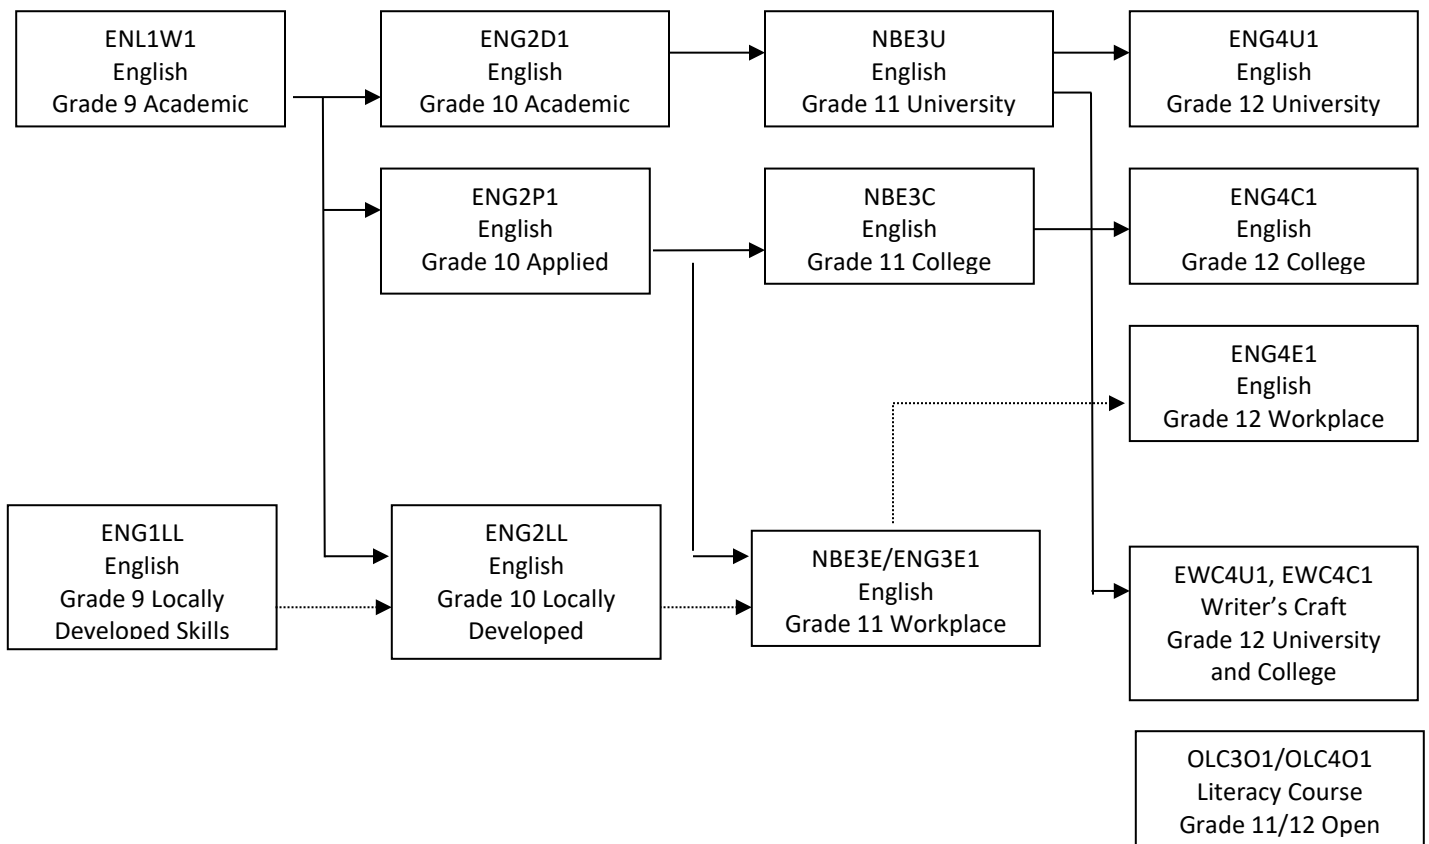 ENL1W1
English
Grade 9 Academic
ENG2D1
English
Grade 10 Academic
NBE3U
English
Grade 11 University
ENG4U1
English
Grade 12 University
ENG2P1
English
Grade 10 Applied
NBE3C
English
Grade 11 College
ENG4C1
English
Grade 12 College
ENG4E1
English
Grade 12 Workplace
ENG1LL
English
Grade 9 Locally
Developed Skills
ENG2LL
English
Grade 10 Locally
Developed
NBE3E/ENG3E1
English
Grade 11 Workplace
EWC4U1, EWC4C1
Writer’s Craft
Grade 12 University
and College
OLC3O1/OLC4O1
Literacy Course
Grade 11/12 Open